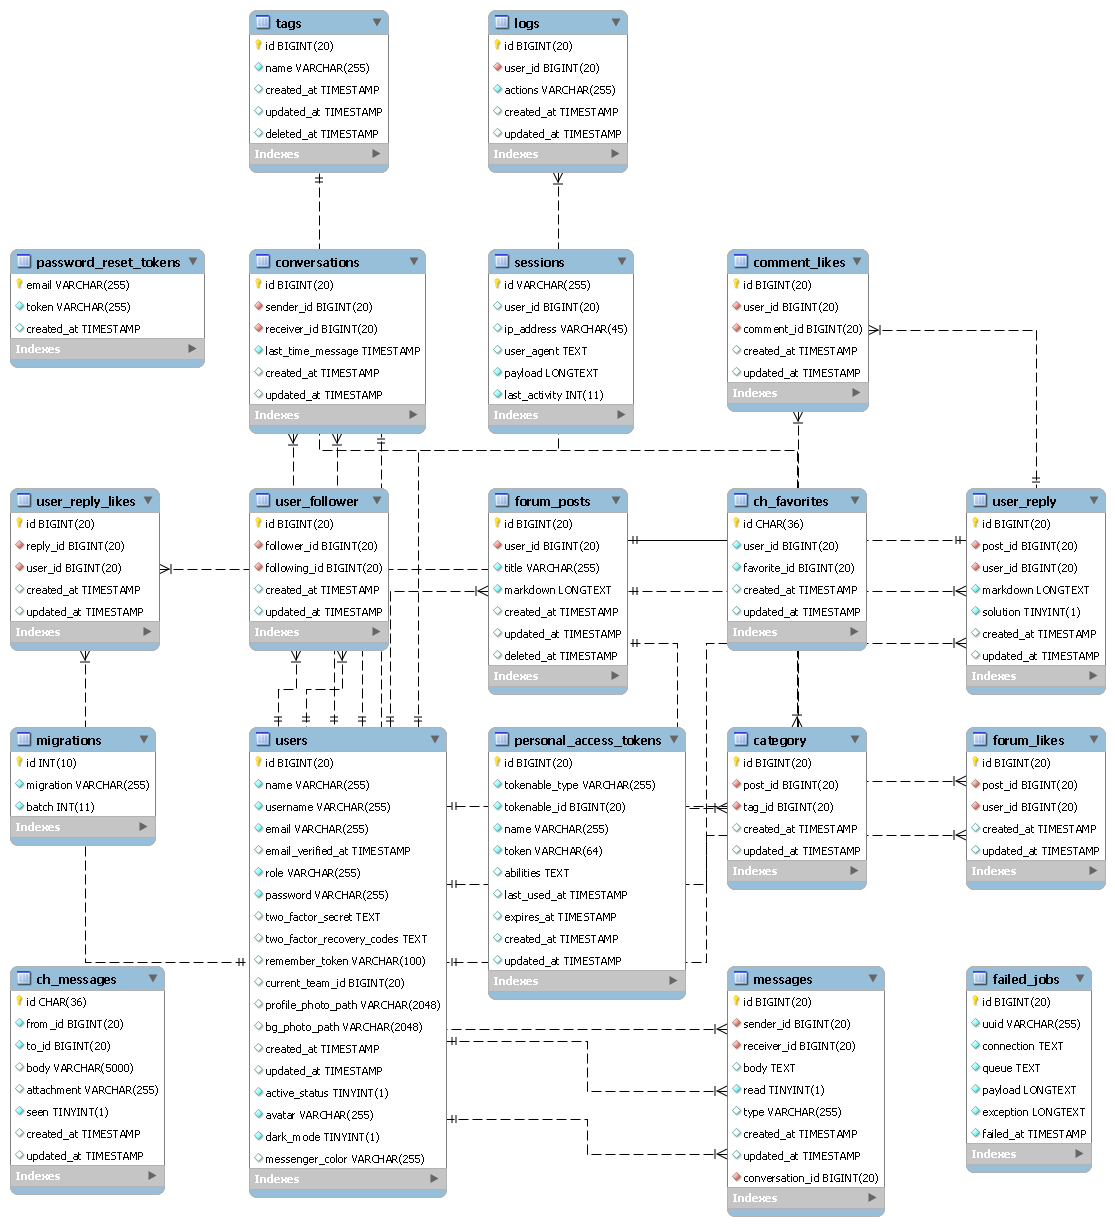 tags
id BIGINT(20)
name VARCHAR(255)
created_at TIMESTAMP
updated_at TIMESTAMP
deleted_at TIMESTAMP
Indexes
logs
id BIGINT(20)
user_id BIGINT(20)
actions VARCHAR(255)
created_at TIMESTAMP
updated_at TIMESTAMP
Indexes
password_reset_tokens
email VARCHAR(255)
token VARCHAR(255)
created_at TIMESTAMP
Indexes
conversations
id BIGINT(20)
sender_id BIGINT(20)
receiver_id BIGINT(20)
last_time_message TIMESTAMP
created_at TIMESTAMP
updated_at TIMESTAMP
Indexes
sessions
id VARCHAR(255)
user_id BIGINT(20)
ip_address VARCHAR(45)
user_agent TEXT
payload LONGTEXT
last_activity INT(11)
Indexes
comment_likes
id BIGINT(20)
user_id BIGINT(20)
comment_id BIGINT(20)
created_at TIMESTAMP
updated_at TIMESTAMP
Indexes
user_reply_likes
id BIGINT(20)
reply_id BIGINT(20)
user_id BIGINT(20)
created_at TIMESTAMP
updated_at TIMESTAMP
Indexes
user_follower
id BIGINT(20)
follower_id BIGINT(20)
following_id BIGINT(20)
created_at TIMESTAMP
updated_at TIMESTAMP
Indexes
forum_posts
id BIGINT(20)
user_id BIGINT(20)
title VARCHAR(255)
markdown LONGTEXT
created_at TIMESTAMP
updated_at TIMESTAMP
deleted_at TIMESTAMP
Indexes
ch_favorites
id CHAR(36)
user_id BIGINT(20)
favorite_id BIGINT(20)
created_at TIMESTAMP
updated_at TIMESTAMP
Indexes
user_reply
id BIGINT(20)
post_id BIGINT(20)
user_id BIGINT(20)
markdown LONGTEXT
solution TINYINT(1)
created_at TIMESTAMP
updated_at TIMESTAMP
Indexes
migrations
id INT(10)
migration VARCHAR(255)
batch INT(11)
Indexes
users
id BIGINT(20)
name VARCHAR(255)
username VARCHAR(255)
email VARCHAR(255)
email_verified_at TIMESTAMP
role VARCHAR(255)
password VARCHAR(255)
two_factor_secret TEXT
two_factor_recovery_codes TEXT
remember_token VARCHAR(100)
current_team_id BIGINT(20)
profile_photo_path VARCHAR(2048)
bg_photo_path VARCHAR(2048)
created_at TIMESTAMP
updated_at TIMESTAMP
active_status TINYINT(1)
avatar VARCHAR(255)
dark_mode TINYINT(1)
messenger_color VARCHAR(255)
Indexes
personal_access_tokens
id BIGINT(20)
tokenable_type VARCHAR(255)
tokenable_id BIGINT(20)
name VARCHAR(255)
token VARCHAR(64)
abilities TEXT
last_used_at TIMESTAMP
expires_at TIMESTAMP
created_at TIMESTAMP
updated_at TIMESTAMP
Indexes
category
id BIGINT(20)
post_id BIGINT(20)
tag_id BIGINT(20)
created_at TIMESTAMP
updated_at TIMESTAMP
Indexes
forum_likes
id BIGINT(20)
post_id BIGINT(20)
user_id BIGINT(20)
created_at TIMESTAMP
updated_at TIMESTAMP
Indexes
ch_messages
id CHAR(36)
from_id BIGINT(20)
to_id BIGINT(20)
body VARCHAR(5000)
attachment VARCHAR(255)
seen TINYINT(1)
created_at TIMESTAMP
updated_at TIMESTAMP
Indexes
messages
id BIGINT(20)
sender_id BIGINT(20)
receiver_id BIGINT(20)
body TEXT
read TINYINT(1)
type VARCHAR(255)
created_at TIMESTAMP
updated_at TIMESTAMP
conversation_id BIGINT(20)
Indexes
failed_jobs
id BIGINT(20)
uuid VARCHAR(255)
connection TEXT
queue TEXT
payload LONGTEXT
exception LONGTEXT
failed_at TIMESTAMP
Indexes